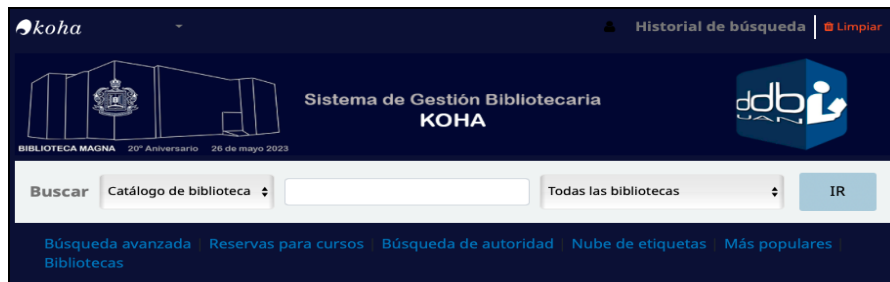 koha
Historial de búsqueda Limpiar
Sistema de Gestión Bibliotecaria
KOHA
ddb
UAN
BIBLIOTECA MAGNA 20º Aniversario 26 de mayo 2023
Buscar Catálogo de biblioteca Todas las bibliotecas IR
Búsqueda avanzada | Reservas para cursos | Búsqueda de autoridad | Nube de etiquetas | Más populares |
Bibliotecas